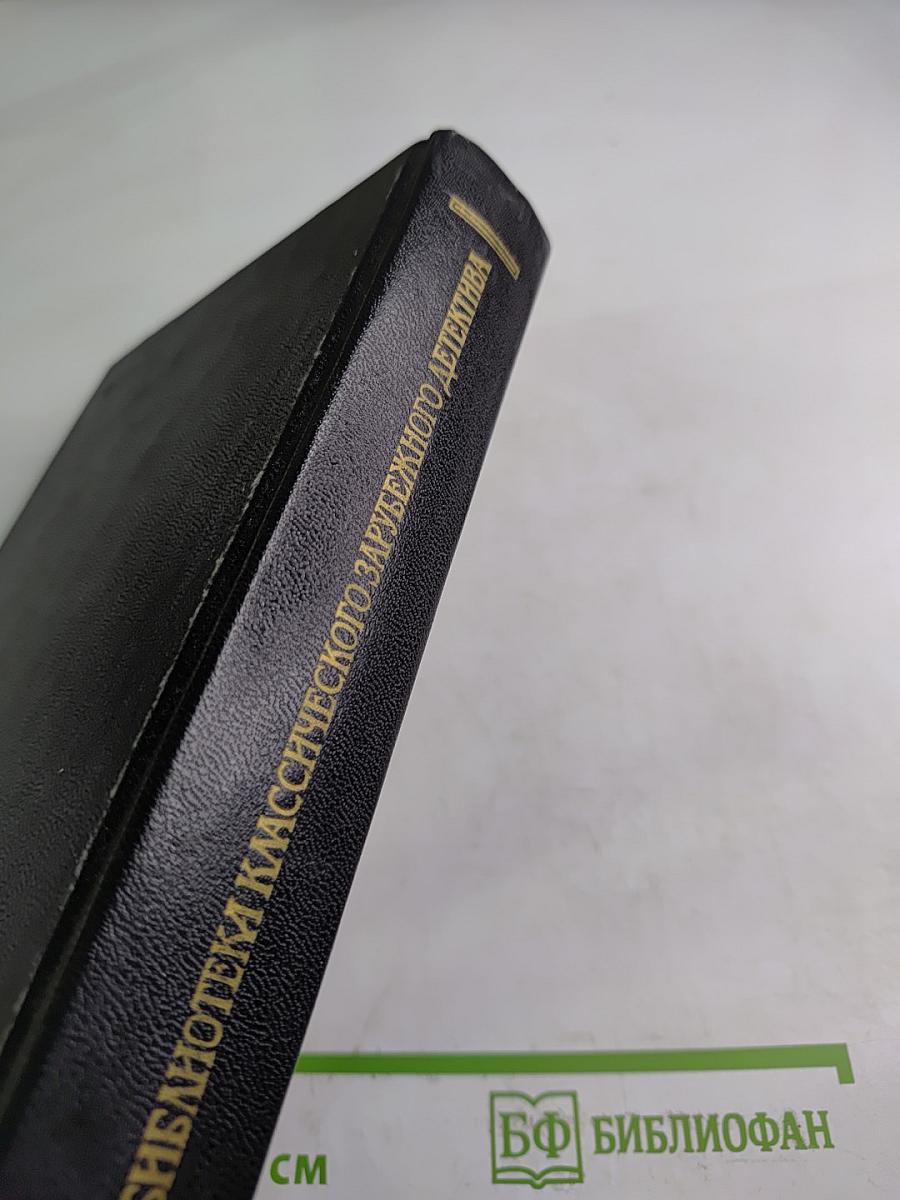 БИБЛИОТЕКА КЛАССИЧЕСКОГО ЗАРУБЕЖНОГО ДЕТЕКТИВА
СМ
БФ БИБЛИОФАН